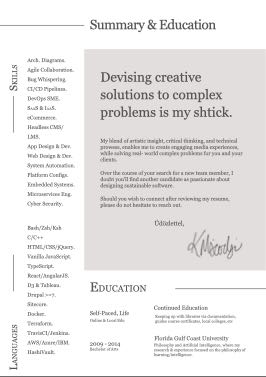 Summary & Education
SKILLS
Arch. Diagrams.
Agile Collaboration.
Bug Whispering.
CI/CD Pipelines.
DevOps SME.
S:uS & IuS.
eCommerce.
Headless CMS/
LMS.
App Design & Dev.
Web Design & Dev.
System Automation.
Platform Configs.
Embedded Systems.
Microservices Eng.
Cyber Security.
Devising creative
solutions to complex
problems is my shtick.
My blend of artistic insight, critical thinking, and technical
prowess, enables me to create engaging media experiences,
while solving real- world complex problems for you and your
clients.
Over the course of your search for a new team member, I
doubt you'll find another candidate as passionate about
designing sustainable software.
Should you wish to connect after reviewing my resume,
please do not hesitate to reach out.
Üdözlettel,
LANGUAGES
Bash/Zsh/Ksh
C/C++
HTML/CSS/jQuery.
Vanilla JavaScript.
TypeScript.
React/AngularJS.
D3 & Tableau.
Drupal >=7.
Sitecore.
Docker.
Terraform.
TravisCI/Jenkins.
AWS/Azure/IBM.
HashiVault.
EDUCATION
Self-Paced, Life
Online & Local Edu
Continued Education
Keeping up with libraries via documentation,
guided course certificates, local colleges, etc
2009 - 2014
Bachelor of Arts
Florida Gulf Coast University
Philosophy and Artificial Intelligence, where my
research & experience focused on the philosophy of
learning/intelligence.